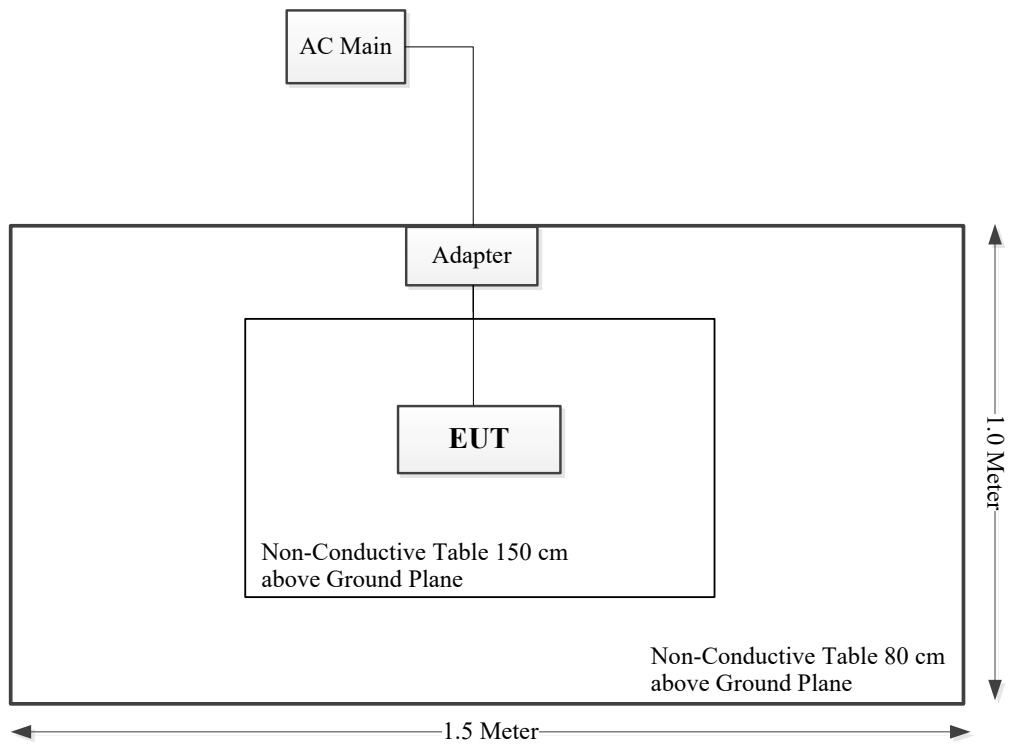 AC Main
Adapter
EUT
Non-Conductive Table 150 cm
above Ground Plane
1.0 Meter
Non-Conductive Table 80 cm
above Ground Plane
1.5 Meter